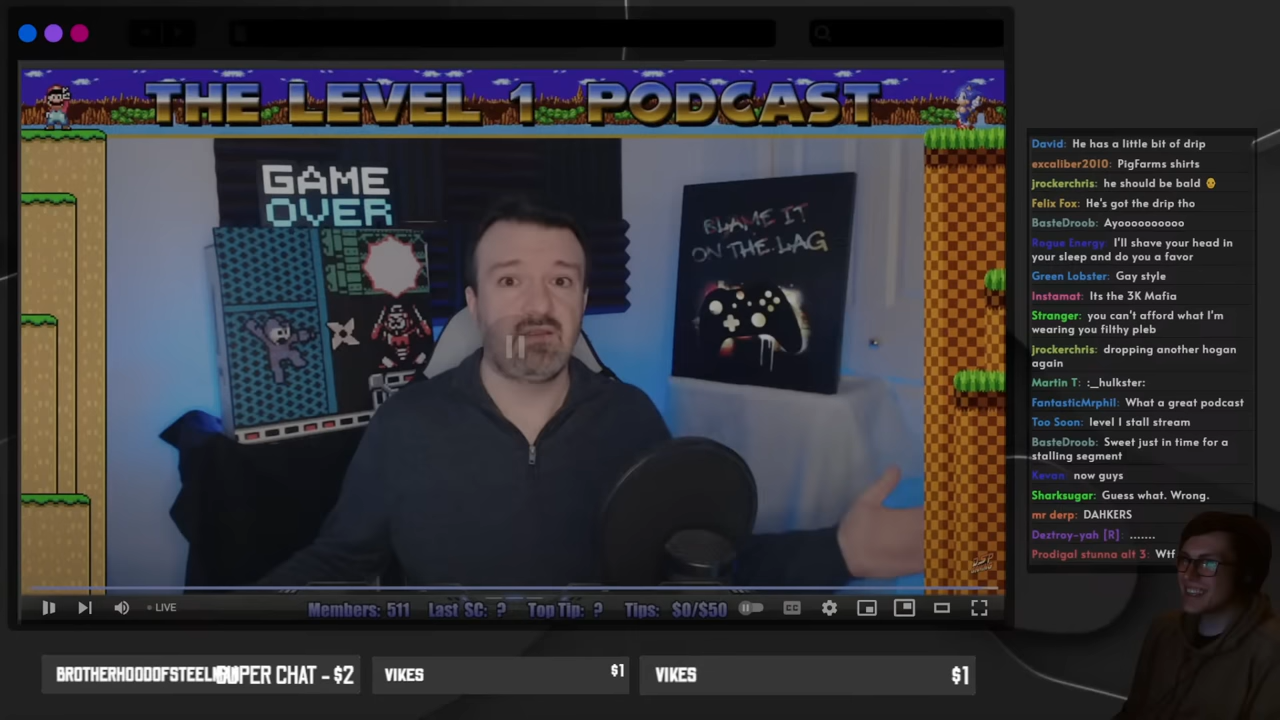 THE LEVEL 1 PODCAST
GAME
OVER
BLAME IT
ON THE LAG
David: He has a little bit of drip
excaliber2010: PigFarms shirts
jrockerchris: he should be bald
Felix Fox: He's got the drip tho
BasteDroob: Ayoooooooooo
Rogue Energy: I'll shave your head in
your sleep and do you a favor
Green Lobster: Gay style
Instamat: Its the 3K Mafia
Stranger: you can't afford what I'm
wearing you filthy pleb
jrockerchris: dropping another hogan
again
Martin T: :_hulkster:
FantasticMrphil: What a great podcast
Too Soon: level 1 stall stream
BasteDroob: Sweet just in time for a
stalling segment
Kevan: now guys
Sharksugar: Guess what. Wrong.
mr derp: DAHKERS
Deztroy-yah [R]: .......
Prodigal stunna alt 3: Wtf
LIVE
Members: 511 Last SC: ? Top Tip: ? Tips: $0/$50
CC
SUPER CHAT - $2
VIKES $1
VIKES $1